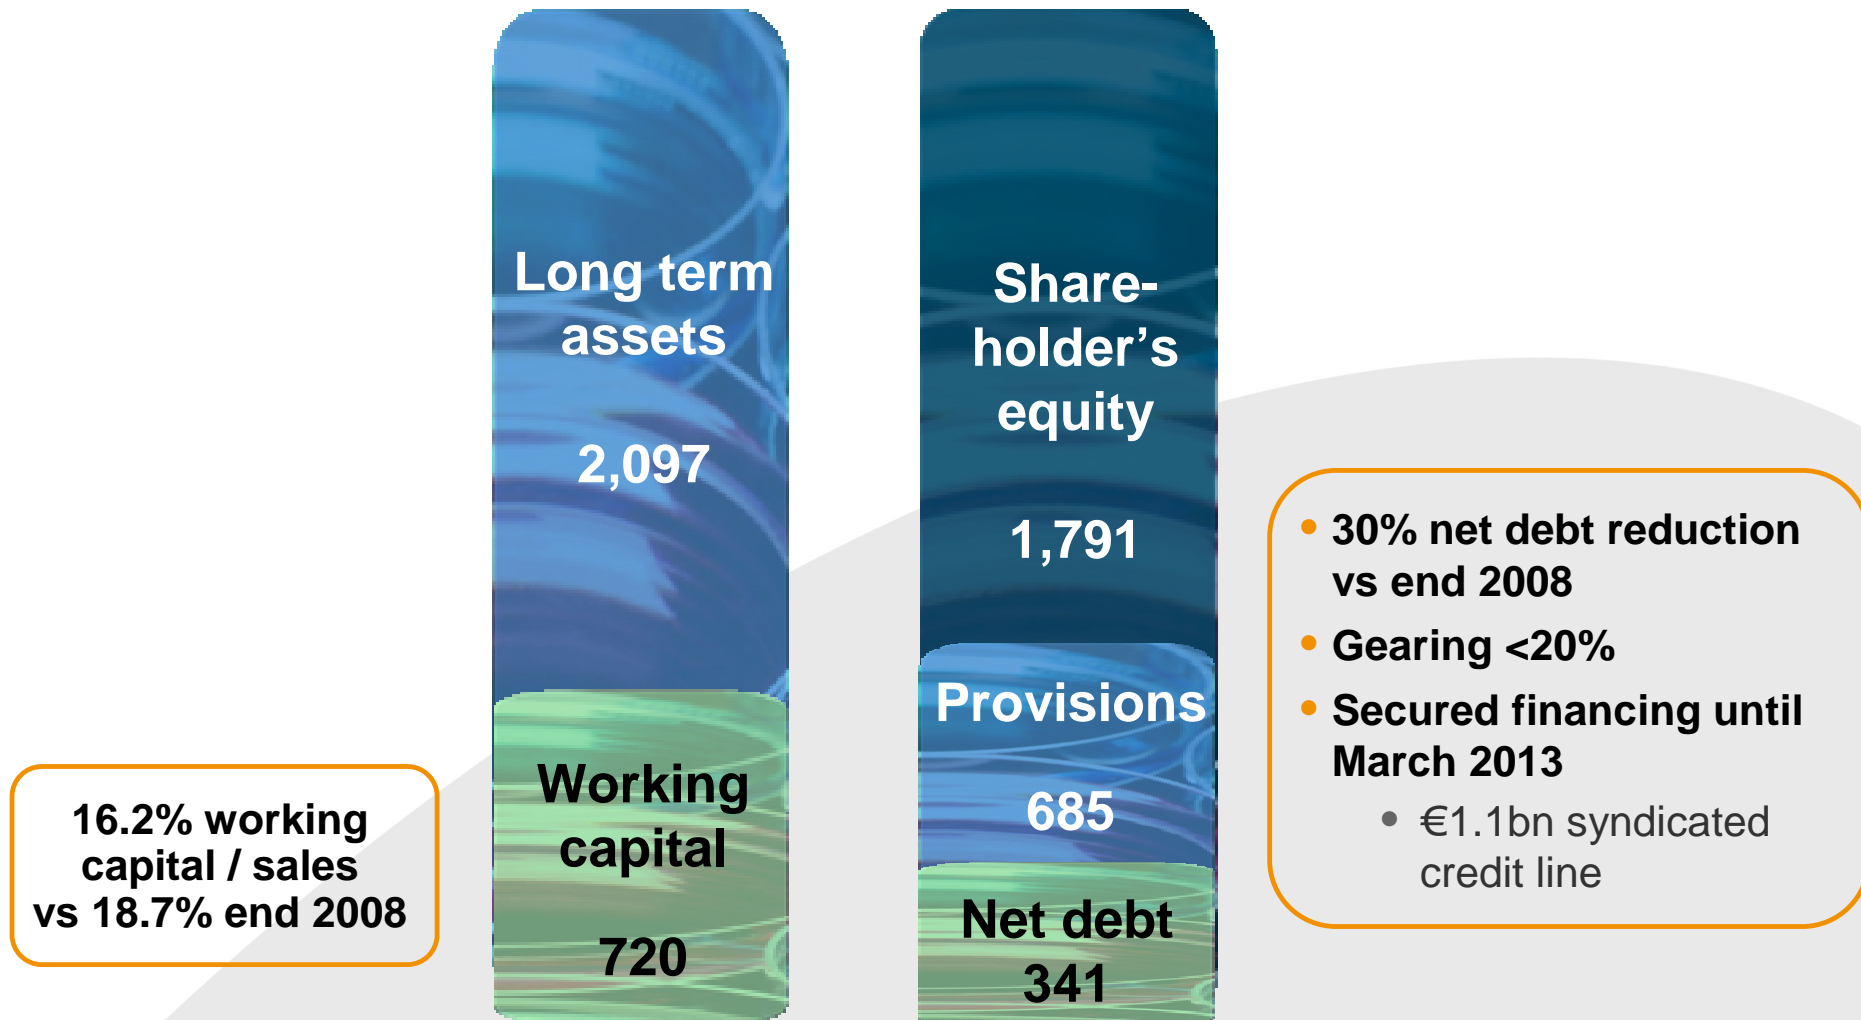 Long term
assets
2,097
Working
capital
720
Share-
holder’s
equity
1,791
Provisions
685
Net debt
341
16.2% working
capital / sales
vs 18.7% end 2008
• 30% net debt reduction
vs end 2008
• Gearing <20%
• Secured financing until
March 2013
• €1.1bn syndicated
credit line